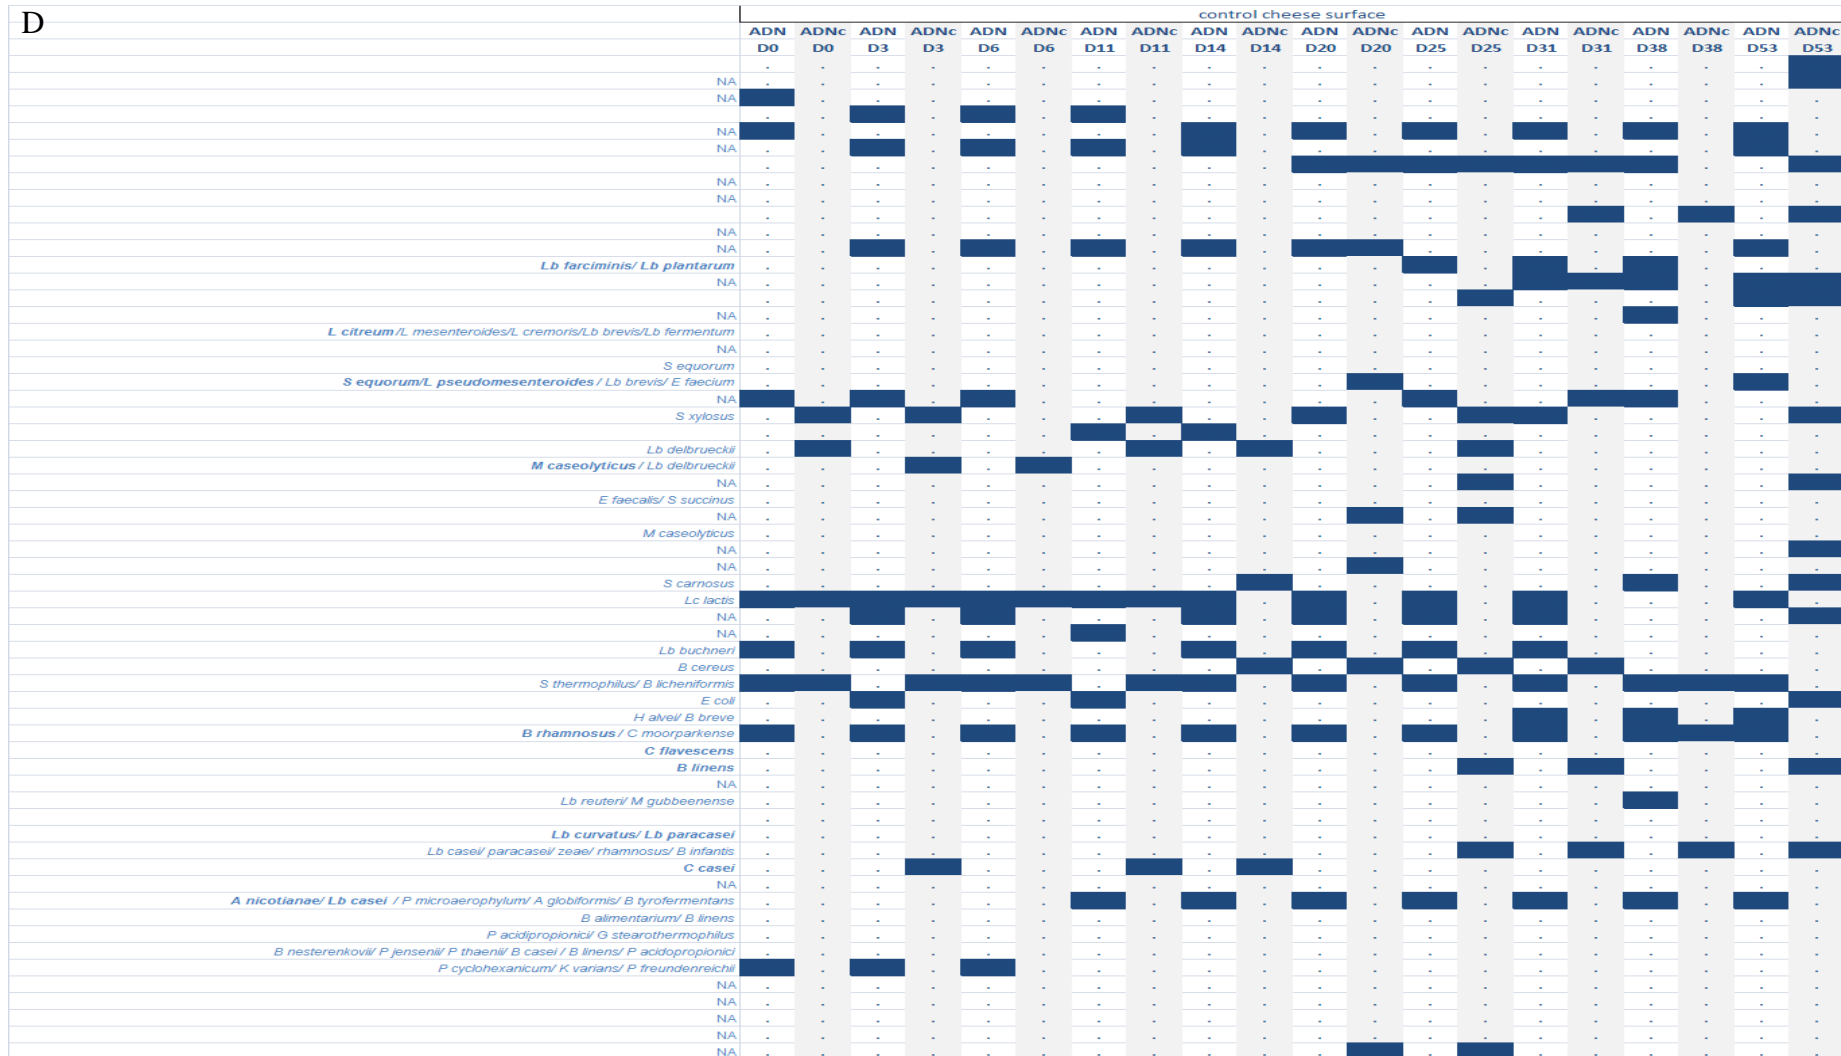 D
control cheese surface
ADN ADNc ADN ADNc ADN ADNc ADN ADNc ADN ADNc ADN ADNc ADN ADNc ADN ADNc ADN ADNc ADN ADNc
D0 D0 D3 D3 D6 D6 D11 D11 D14 D14 D20 D20 D25 D25 D31 D31 D38 D38 D53 D53
NA
NA
NA
NA
NA
NA
NA
NA
Lb farciminis/ Lb plantarum
NA
NA
L citreum/L mesenteroides/L cremoris/Lb brevis/Lb fermentum
NA
S equorum
S equorum/L pseudomesenteroides / Lb brevis/ E faecium
NA
S xylosus
Lb delbrueckii
M caseolyticus / Lb delbrueckii
NA
E faecalis/ S succinus
NA
M caseolyticus
NA
NA
S carnosus
Lc lactis
NA
NA
Lb buchneri
B cereus
S thermophilus/ B licheniformis
E coli
H alvei/ B breve
B rhamnosus / C moorparkense
C flavescens
B linens
NA
Lb reuteri/ M gubbeenense
Lb curvatus/ Lb paracasei
Lb casei/ paracasei/ zeae/ rhamnosus/ B infantis
C casei
NA
A nicotianae/ Lb casei / P microaerophylum/ A globiformis/ B tyrofermentans
B alimentarium/ B linens
P acidipropionici/ G stearothermophilus
B nesterenkovii/ P jensenii/ P thaenii/ B casei / B linens/ P acidopropionici
P cyclohexanicum/ K varians/ P freundenreichii
NA
NA
NA
NA
NA